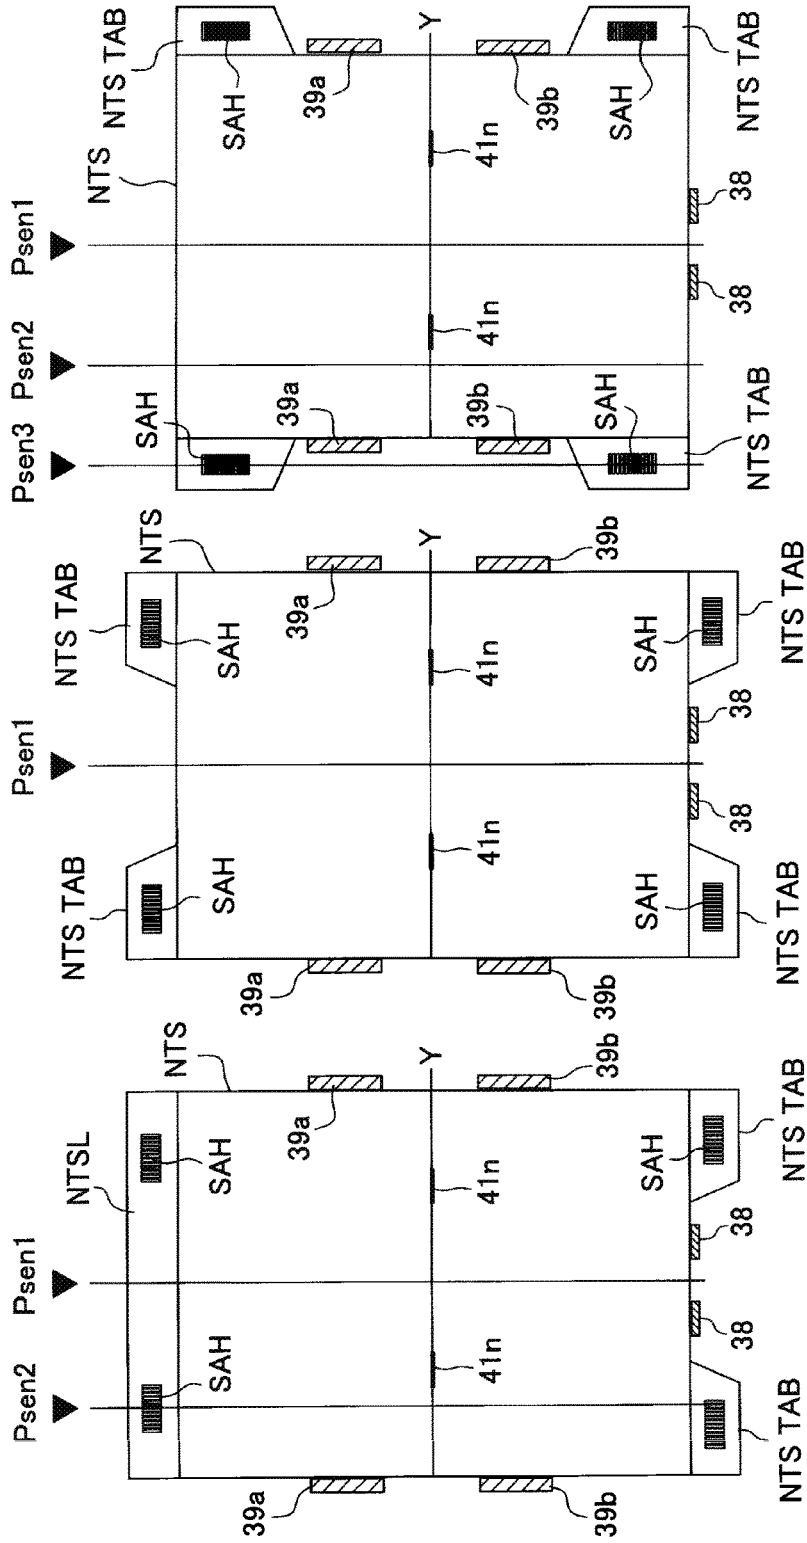 Psen2
Psen1
NTSL
NTS
SAH
SAH
39a
39a
Y
41n
41n
39b
39b
SAH
38
38
NTS TAB
NTS TAB
Psen1
NTS TAB
NTS TAB
NTS
SAH
SAH
39a
39a
Y
41n
41n
39b
39b
SAH
SAH
38
38
NTS TAB
NTS TAB
Psen3
Psen2
Psen1
NTS
NTS TAB
SAH
SAH
39a
39a
Y
41n
41n
39b
39b
SAH
SAH
38
38
NTS TAB
NTS TAB